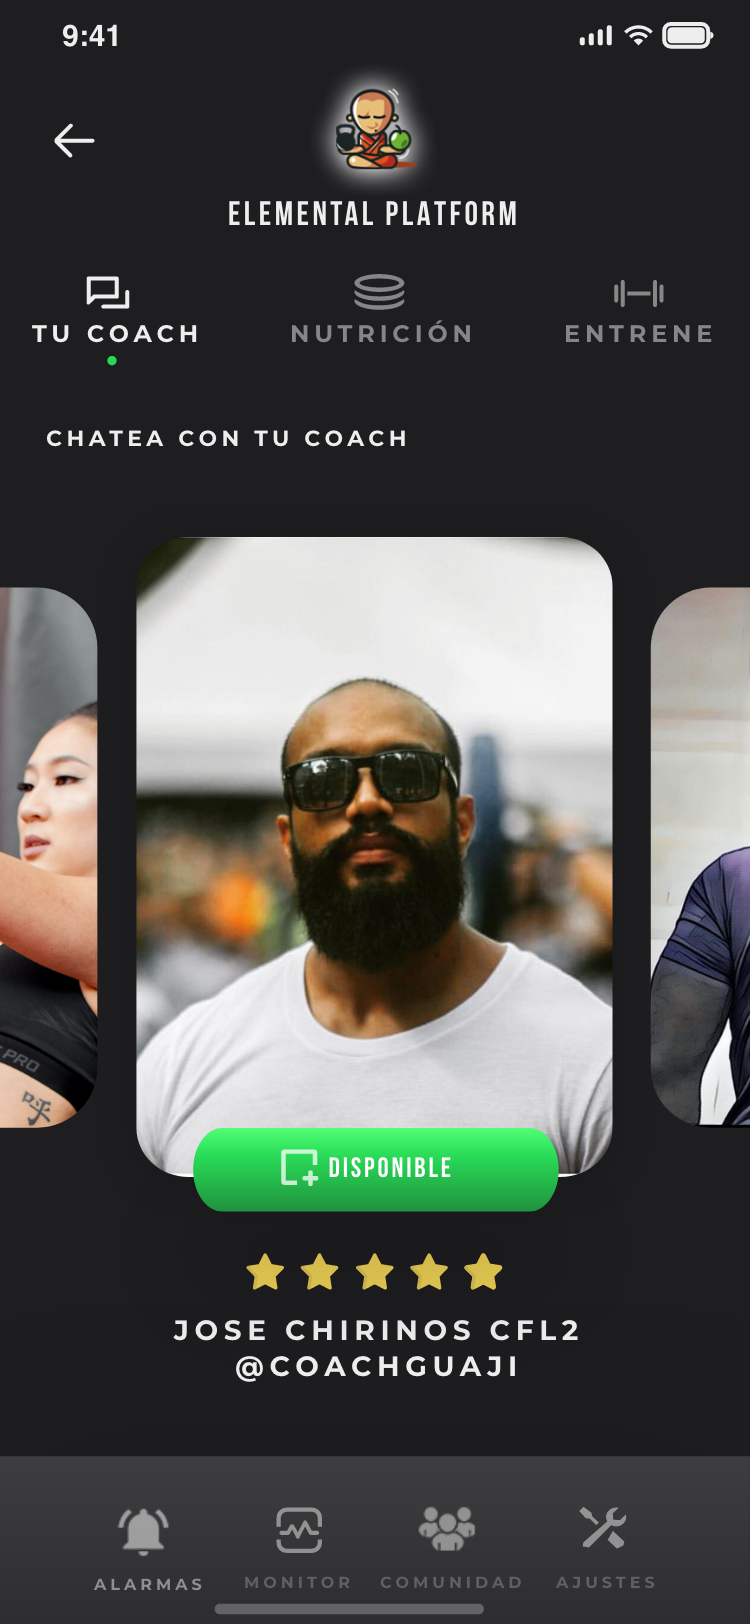 9:41
ELEMENTAL PLATFORM
TU COACH
NUTRICIÓN
ENTRENE
CHATEA CON TU COACH
PRO
呼
DISPONIBLE
JOSE CHIRINOS CFL2
@COACHGUAJI
ALARMAS
MONITOR
COMUNIDAD
AJUSTES